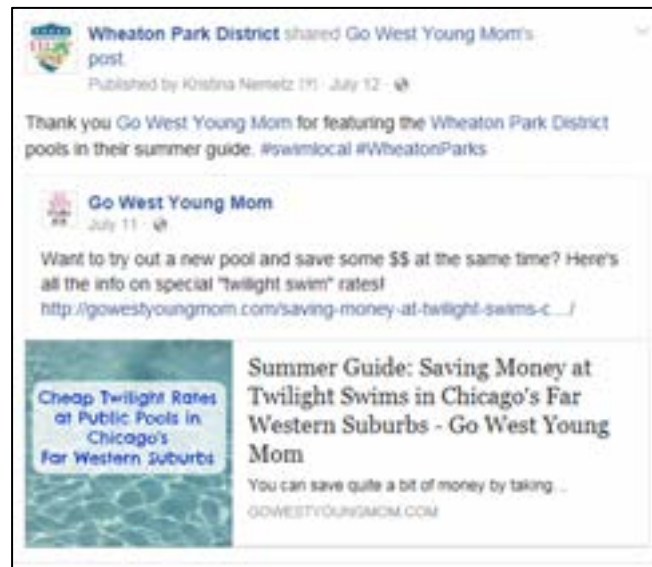 Wheaton Park District shared Go West Young Mom's
post.
Published by Kristina Nemetz [?] · July 12 ·
Thank you Go West Young Mom for featuring the Wheaton Park District
pools in their summer guide. #swimlocal #WheatonParks
Go West Young Mom
July 11 ·
Want to try out a new pool and save some $$ at the same time? Here's
all the info on special "twilight swim" rates!
http://gowestyoungmom.com/saving-money-at-twilight-swims-c.../
Cheap Twilight Rates
at Public Pools in
Chicago's
Far Western Suburbs
Summer Guide: Saving Money at
Twilight Swims in Chicago's Far
Western Suburbs - Go West Young
Mom
You can save quite a bit of money by taking...
GOWESTYOUNGMOM.COM